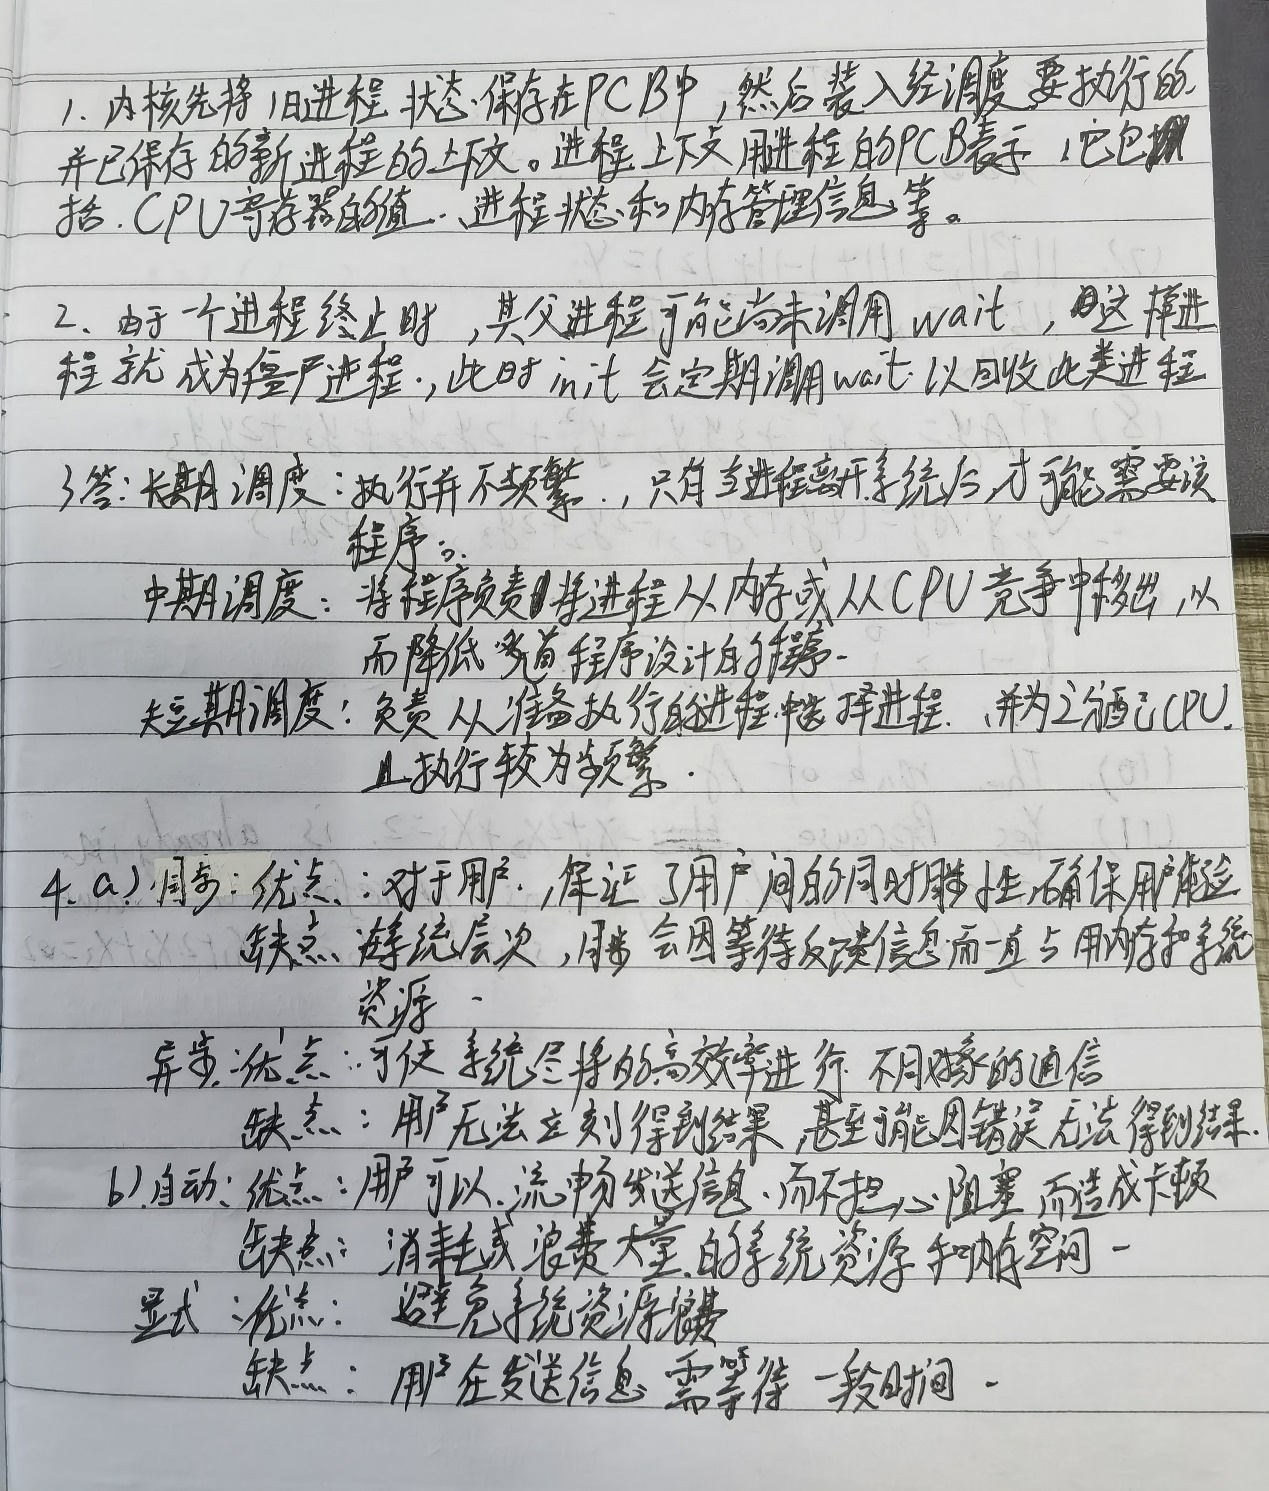 1. 内核先将旧进程状态保存在PCB中,然后装入经调度要执行的
并已保存的新进程的上下文。进程上下文用进程的PCB表示,它包
括.CPU寄存器的值、进程状态和内存管理信息等。
2、由于一个进程终止时,其父进程可能尚未调用wait,这样进
程就成为僵尸进程.,此时init会定期调用wait以回收此类进程
3答:长期调度:执行并不频繁.,只有当进程离开系统后,才可能需要该
程序。
中期调度:将程序负责将进程从内存或从CPU竞争中移出,从
而降低多道程序设计的程序.
短期调度:负责从准备执行的进程中选择进程.,并为之分配CPU.
且执行较为频繁.
4.a).同步:优点:对于用户.,保证了用户间的同时同步性,确保用户体验
缺点 在系统层次,同步会因等待反馈信息而一直占用内存和系统
资源.
异步:优点:可使系统尽的高效率进行不同对象的通信
缺点:用户无法立刻得到结果,甚至可能因错误无法得到结果.
b).自动:优点:用户可以流畅发送信息.而不担心阻塞而造成卡顿
缺点:消耗或浪费大量的系统资源和内存空间-
显式:优点:避免系统资源浪费
缺点:用户在发送信息需等待一段时间.